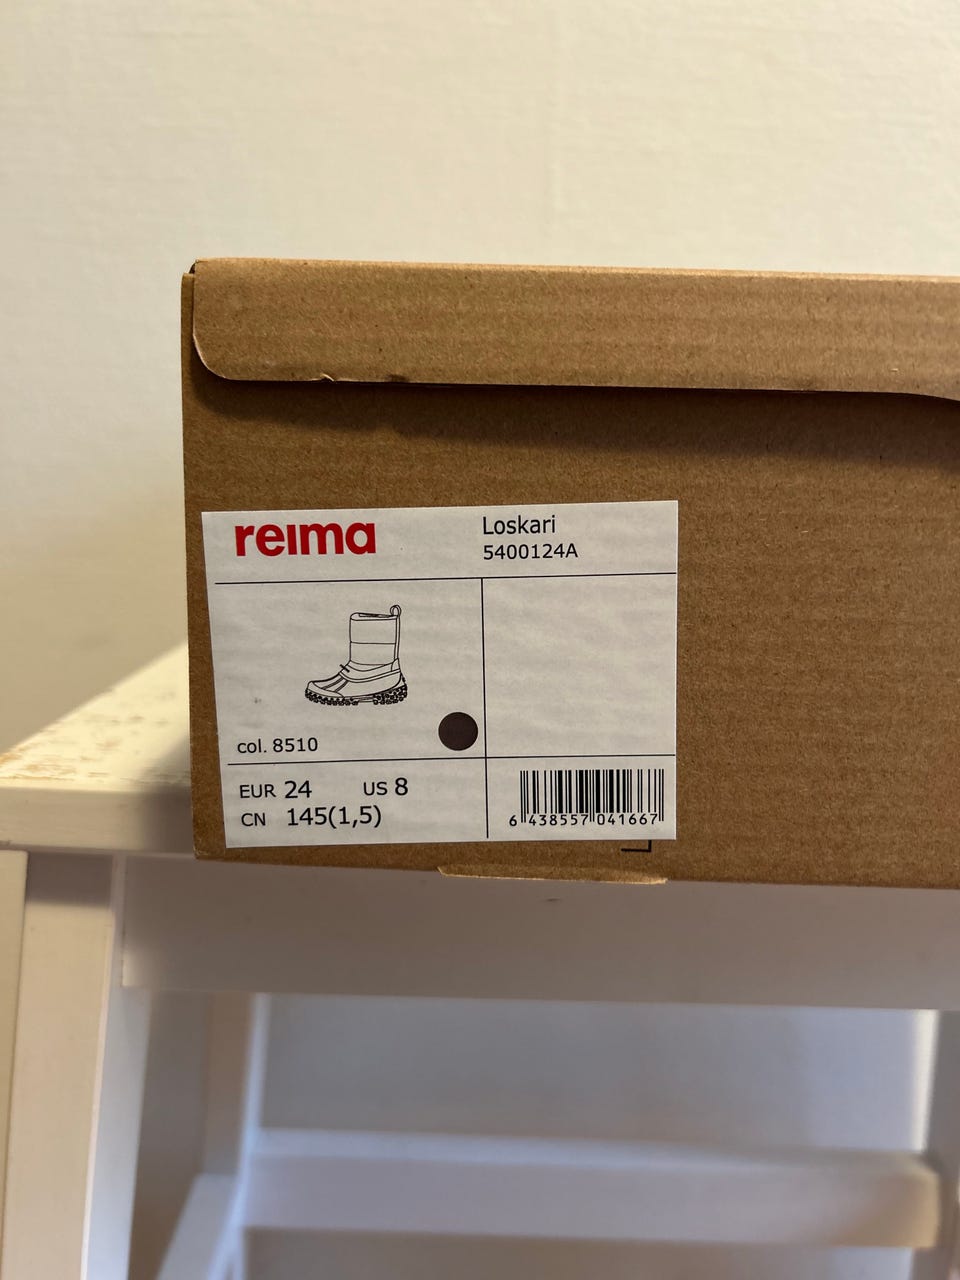 reima
Loskari
5400124A
col. 8510
EUR 24 US 8
CN 145(1,5)
6 438557 041667